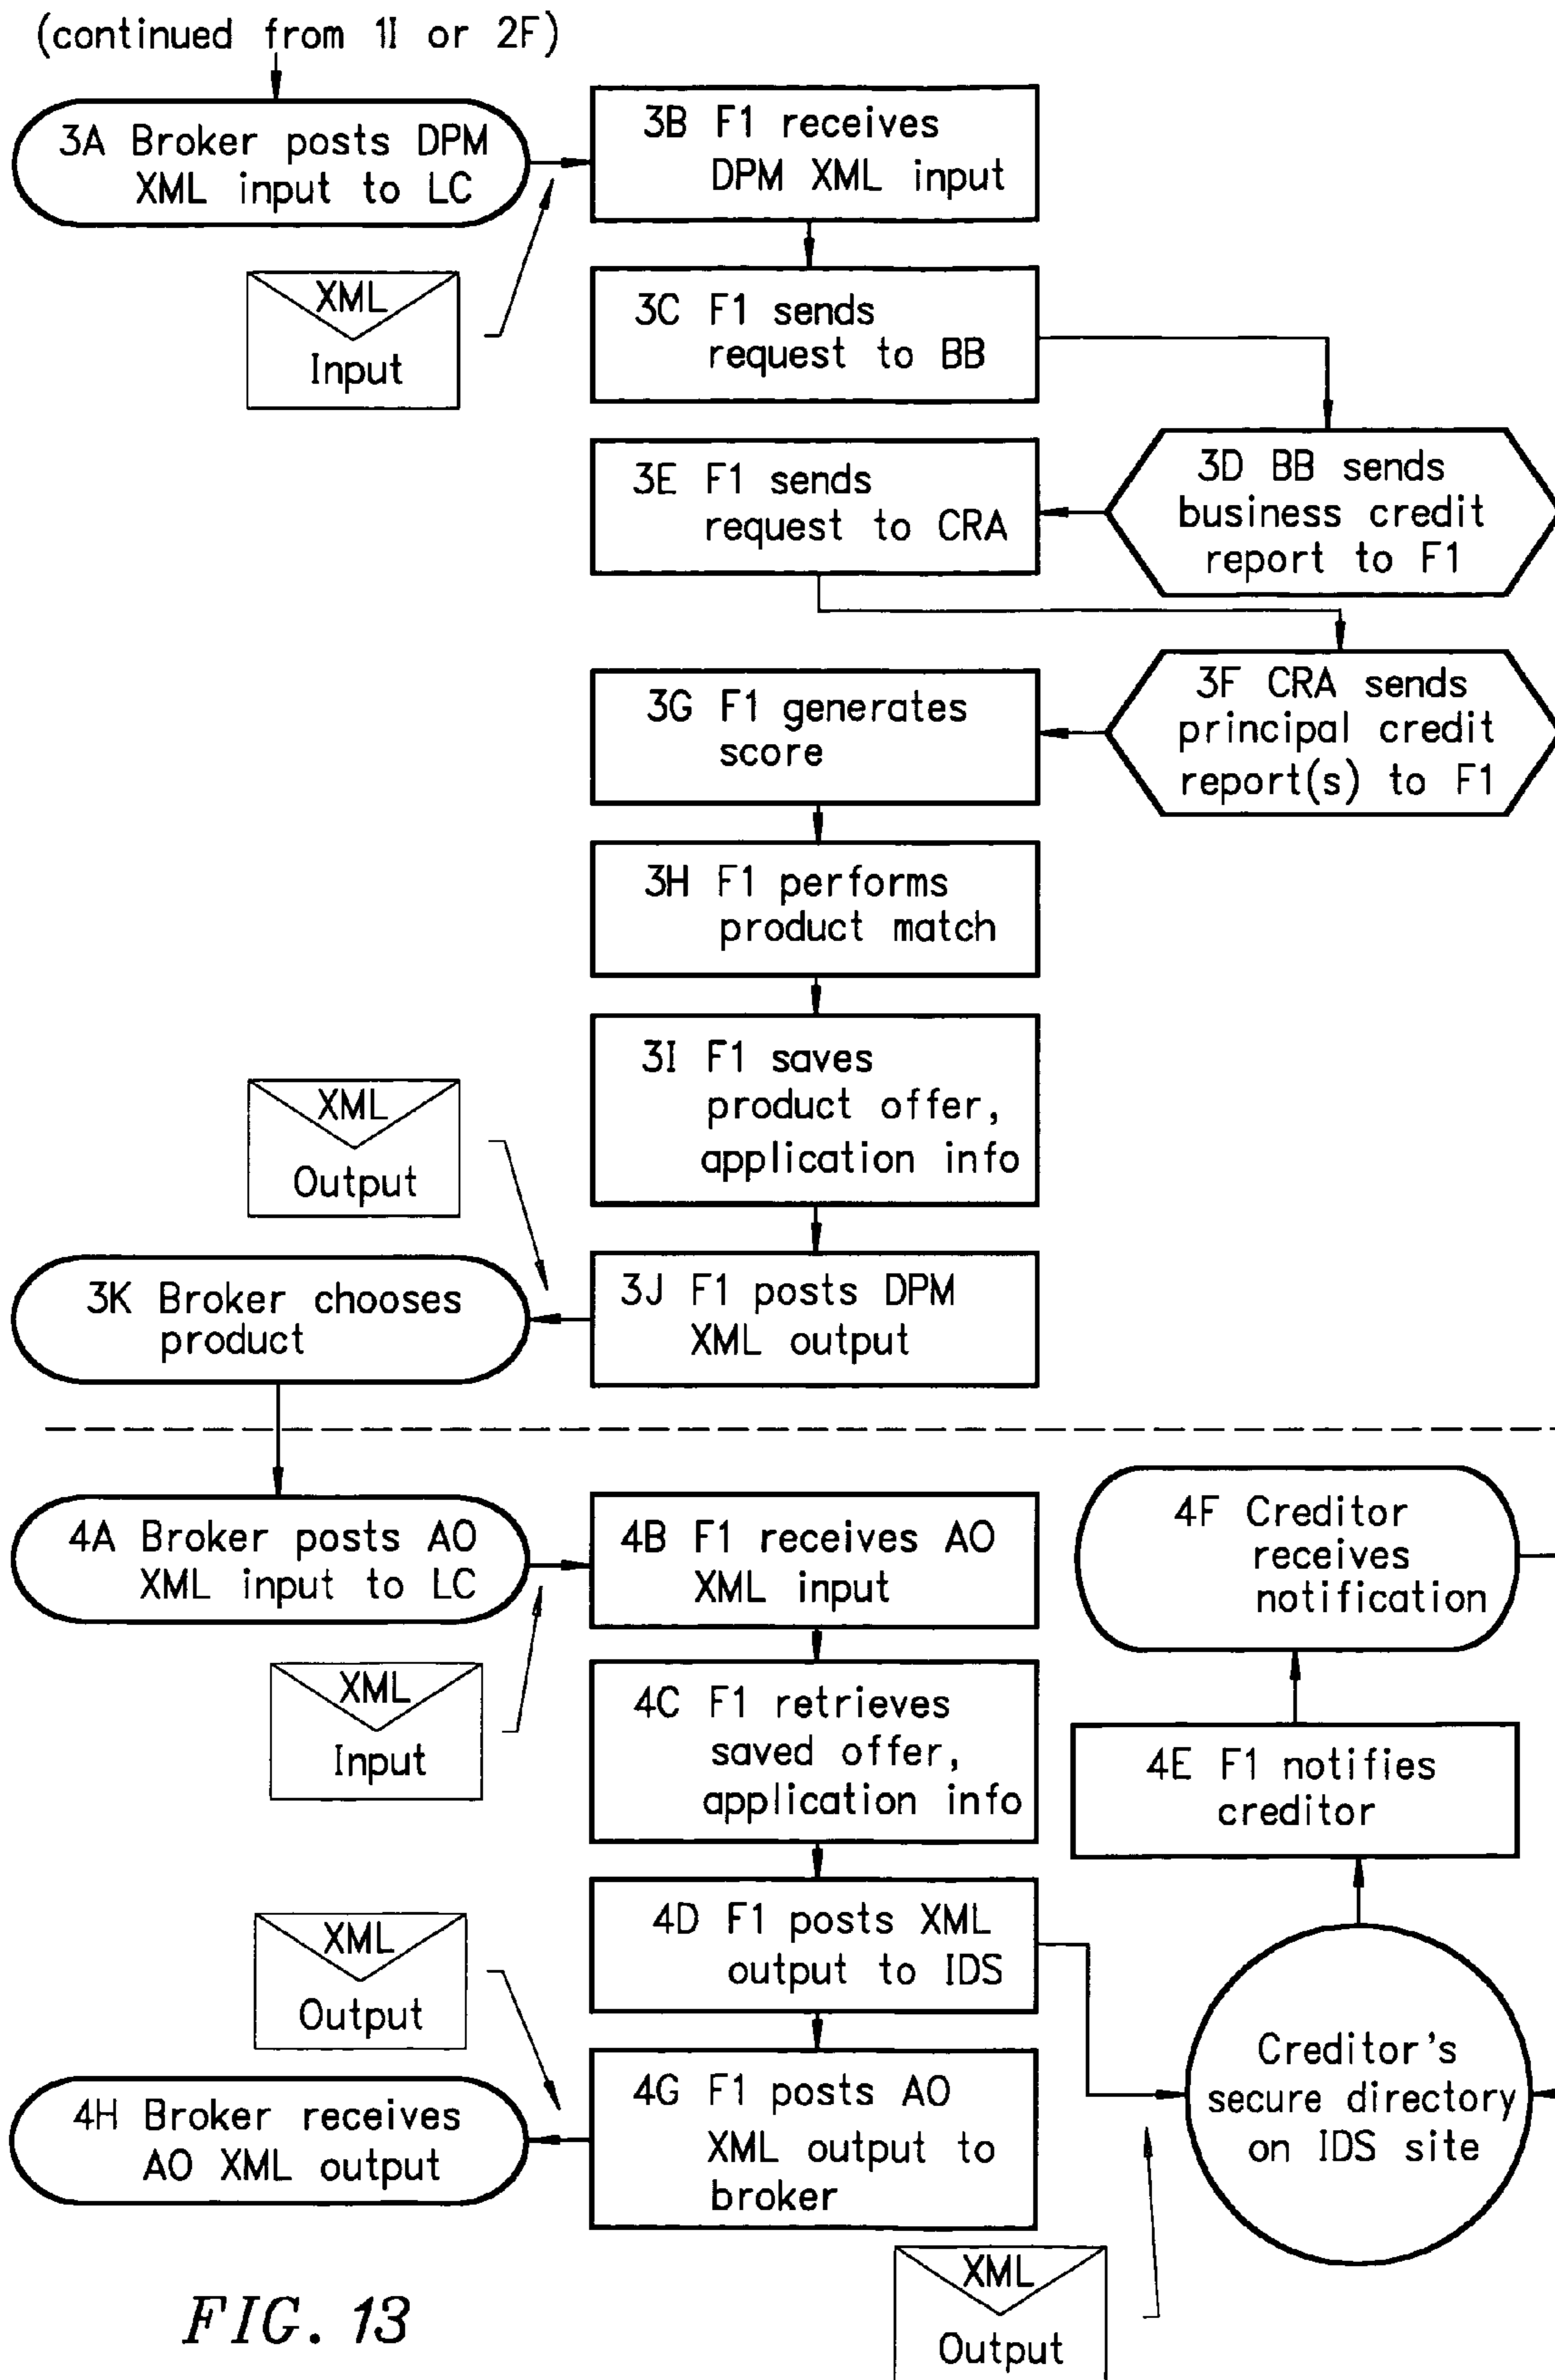 (continued from 1I or 2F)
3A Broker posts DPM
XML input to LC
3B F1 receives
DPM XML input
XML
Input
3C F1 sends
request to BB
3D BB sends
business credit
report to F1
3E F1 sends
request to CRA
3F CRA sends
principal credit
report(s) to F1
3G F1 generates
score
3H F1 performs
product match
3I F1 saves
product offer,
application info
XML
Output
3J F1 posts DPM
XML output
3K Broker chooses
product
4A Broker posts AO
XML input to LC
4B F1 receives AO
XML input
4F Creditor
receives
notification
XML
Input
4C F1 retrieves
saved offer,
application info
4E F1 notifies
creditor
4D F1 posts XML
output to IDS
XML
Output
Creditor's
secure directory
on IDS site
4G F1 posts AO
XML output to
broker
4H Broker receives
AO XML output
XML
Output
FIG. 13